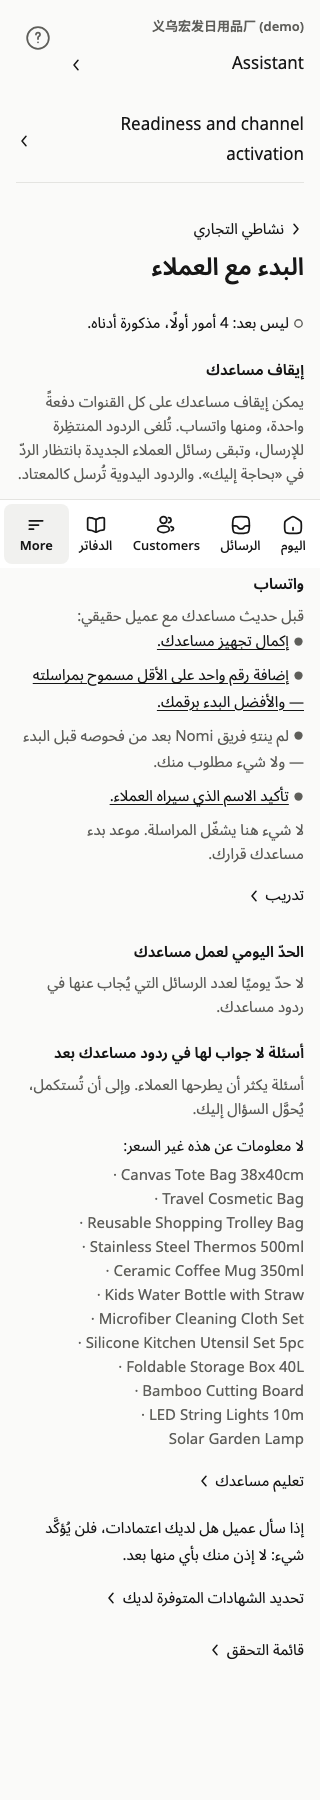 义乌宏发日用品厂 (demo)
Assistant
Readiness and channel
activation
نشاطي التجاري
البدء مع العملاء
ليس بعد: 4 أمور أولًا، مذكورة أدناه.
إيقاف مساعدك
يمكن إيقاف مساعدك على كل القنوات دفعةً
واحدة، ومنها واتساب. تُلغى الردود المنتظِرة
للإرسال، وتبقى رسائل العملاء الجديدة بانتظار الردّ
في «بحاجة إليك». والردود اليدوية تُرسل كالمعتاد.
اليوم
الرسائل
Customers
الدفاتر
More
واتساب
قبل حديث مساعدك مع عميل حقيقي:
● إكمال تجهيز مساعدك.
● إضافة رقم واحد على الأقل مسموح بمراسلته
— والأفضل البدء برقمك.
● لم ينتهِ فريق Nomi بعد من فحوصه قبل البدء
— ولا شيء مطلوب منك.
● تأكيد الاسم الذي سيراه العملاء.
لا شيء هنا يشغّل المراسلة. موعد بدء
مساعدك قرارك.
تدريب
الحدّ اليومي لعمل مساعدك
لا حدّ يوميًا لعدد الرسائل التي يُجاب عنها في
ردود مساعدك.
أسئلة لا جواب لها في ردود مساعدك بعد
أسئلة يكثر أن يطرحها العملاء. وإلى أن تُستكمل،
يُحوَّل السؤال إليك.
لا معلومات عن هذه غير السعر:
Canvas Tote Bag 38x40cm ·
Travel Cosmetic Bag ·
Reusable Shopping Trolley Bag ·
Stainless Steel Thermos 500ml ·
Ceramic Coffee Mug 350ml ·
Kids Water Bottle with Straw ·
Microfiber Cleaning Cloth Set ·
Silicone Kitchen Utensil Set 5pc ·
Foldable Storage Box 40L ·
Bamboo Cutting Board ·
LED String Lights 10m ·
Solar Garden Lamp
تعليم مساعدك
إذا سأل عميل هل لديك اعتمادات، فلن يُؤكَّد
شيء: لا إذن منك بأي منها بعد.
تحديد الشهادات المتوفرة لديك
قائمة التحقق